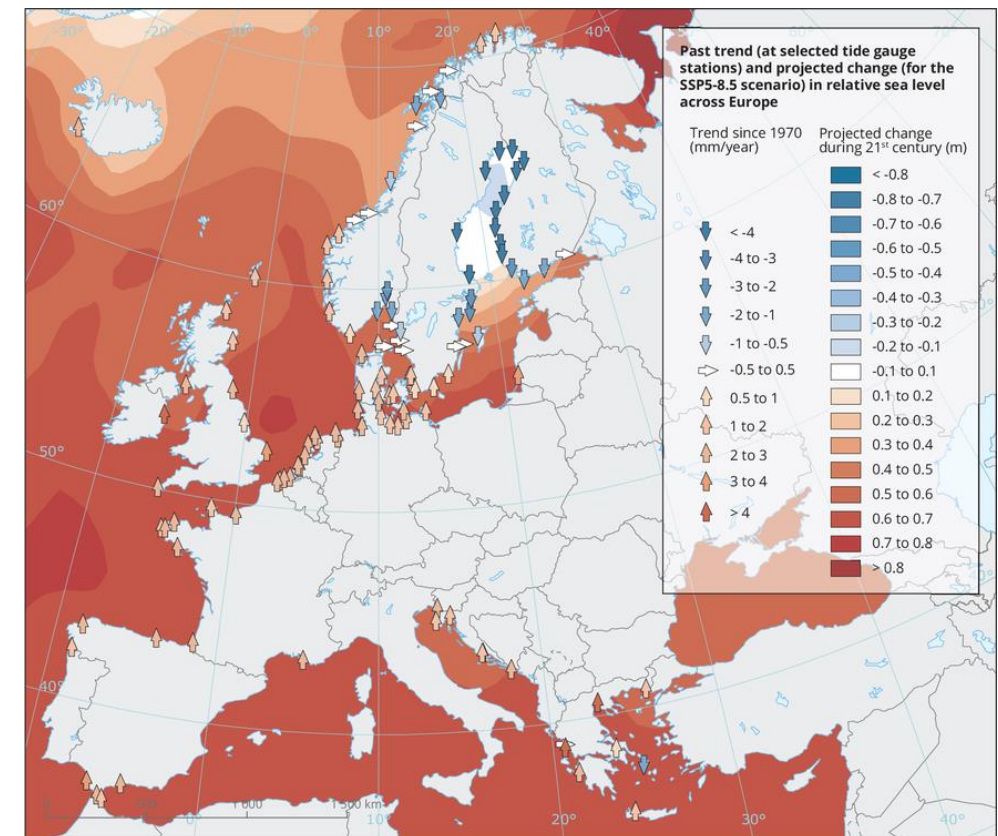 -30°
-20°
-10°
0°
10°
20°
30°
40°
Past trend (at selected tide gauge
stations) and projected change (for the
SSP5-8.5 scenario) in relative sea level
across Europe
Trend since 1970
(mm/year)
< -4
-4 to -3
-3 to -2
-2 to -1
-1 to -0.5
-0.5 to 0.5
0.5 to 1
1 to 2
2 to 3
3 to 4
> 4
Projected change
during 21st century (m)
< -0.8
-0.8 to -0.7
-0.7 to -0.6
-0.6 to -0.5
-0.5 to -0.4
-0.4 to -0.3
-0.3 to -0.2
-0.2 to -0.1
-0.1 to 0.1
0.1 to 0.2
0.2 to 0.3
0.3 to 0.4
0.4 to 0.5
0.5 to 0.6
0.6 to 0.7
0.7 to 0.8
> 0.8
60°
50°
40°
0
500
1 000
1 500 km
0°
10°
20°
30°
40°